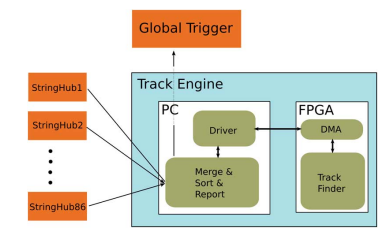 Global Trigger
StringHub1
StringHub2
StringHub86
Track Engine
PC
Driver
Merge &
Sort &
Report
FPGA
DMA
Track
Finder